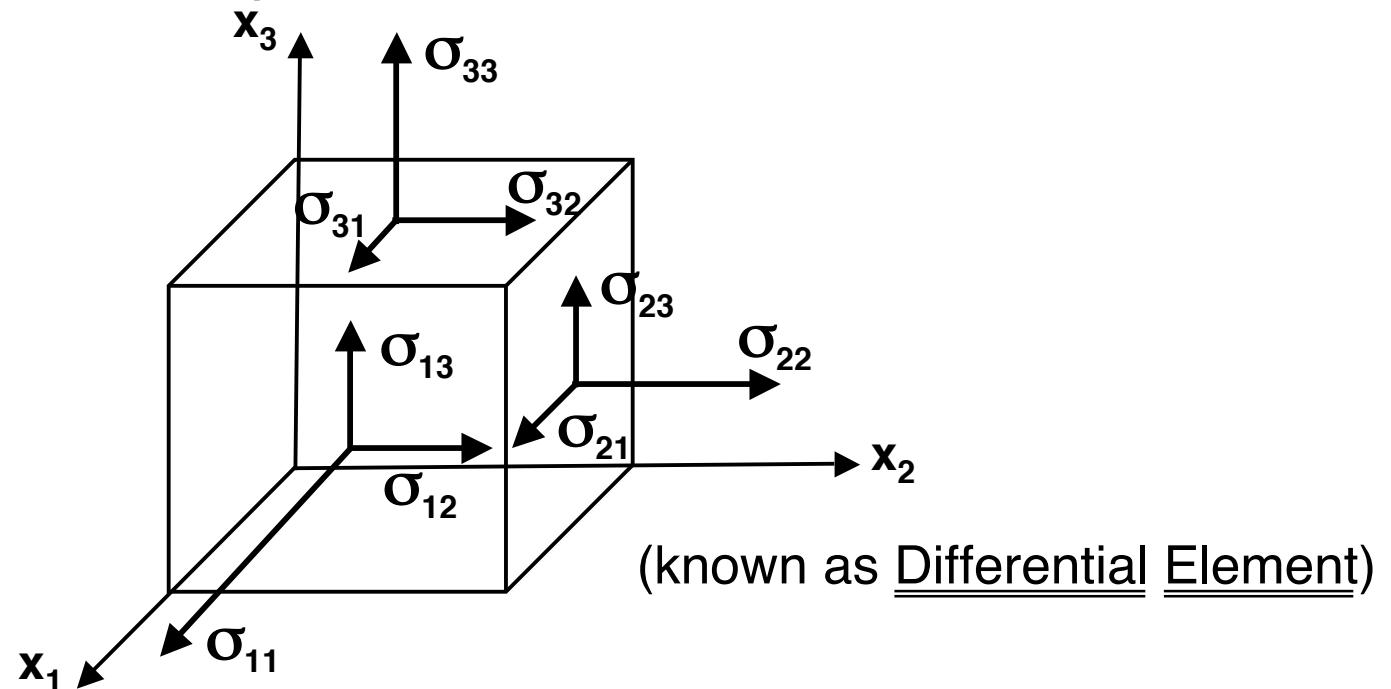 x₃
σ₃₃
σ₃₂
σ₃₁
σ₂₃
σ₂₂
σ₁₃
σ₂₁
x₂
σ₁₂
(known as Differential Element)
σ₁₁
x₁